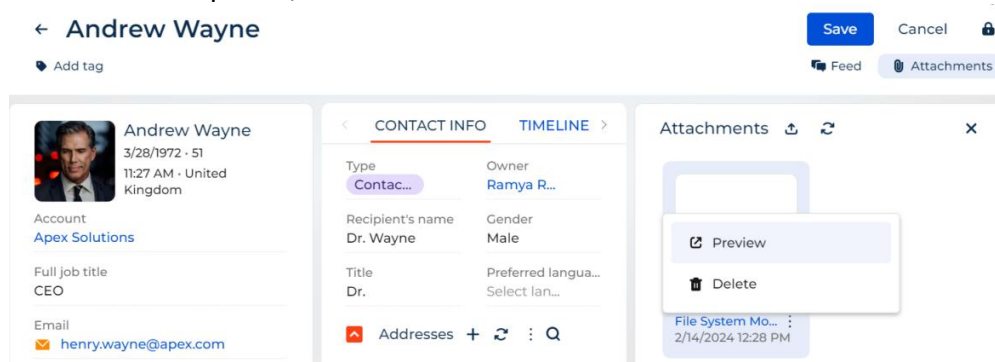 ← Andrew Wayne
Save Cancel
Add tag
Feed Attachments
Andrew Wayne
3/28/1972 · 51
11:27 AM · United
Kingdom
Account
Apex Solutions
Full job title
CEO
Email
henry.wayne@apex.com
CONTACT INFO TIMELINE
Type Owner
Contac... Ramya R...
Recipient's name Gender
Dr. Wayne Male
Title Preferred langua...
Dr. Select lan...
Addresses
Attachments
Preview
Delete
File System Mo...
2/14/2024 12:28 PM